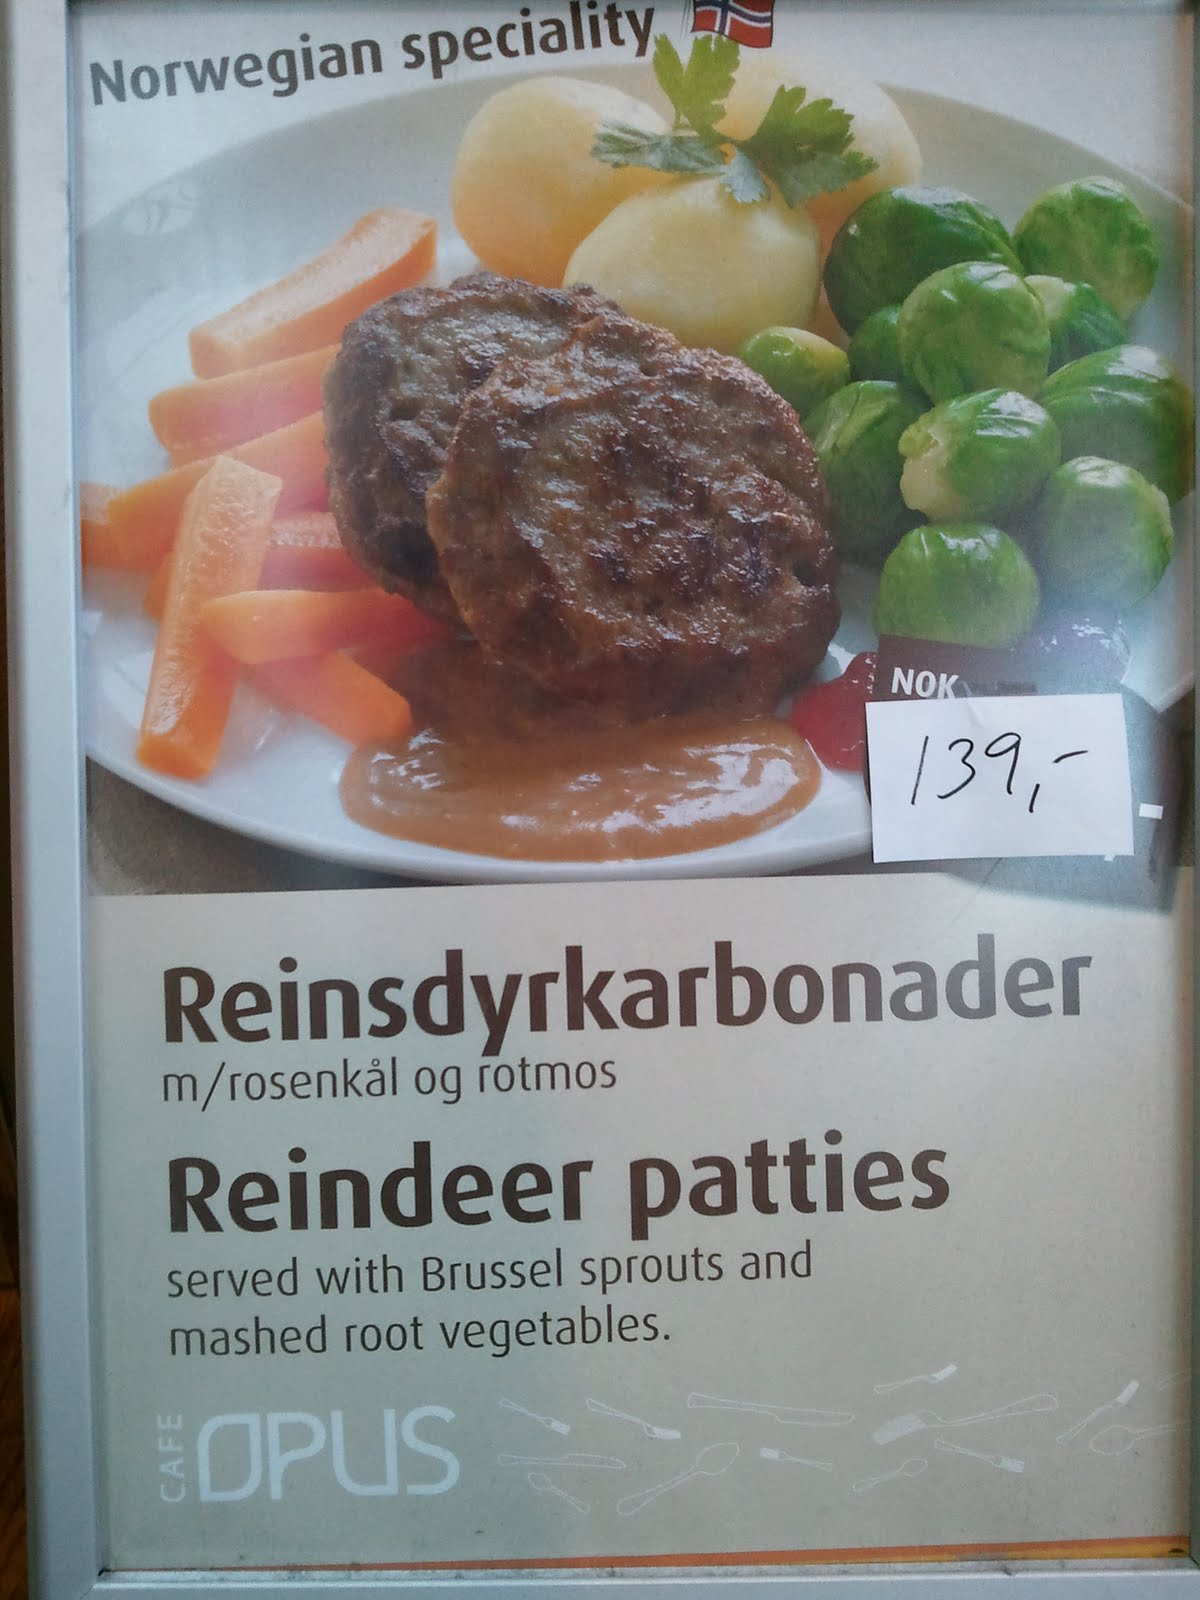 Norwegian speciality
NOK
139,-
Reinsdyrkarbonader
m/rosenkål og rotmos
Reindeer patties
served with Brussel sprouts and
mashed root vegetables.
CAFE OPUS